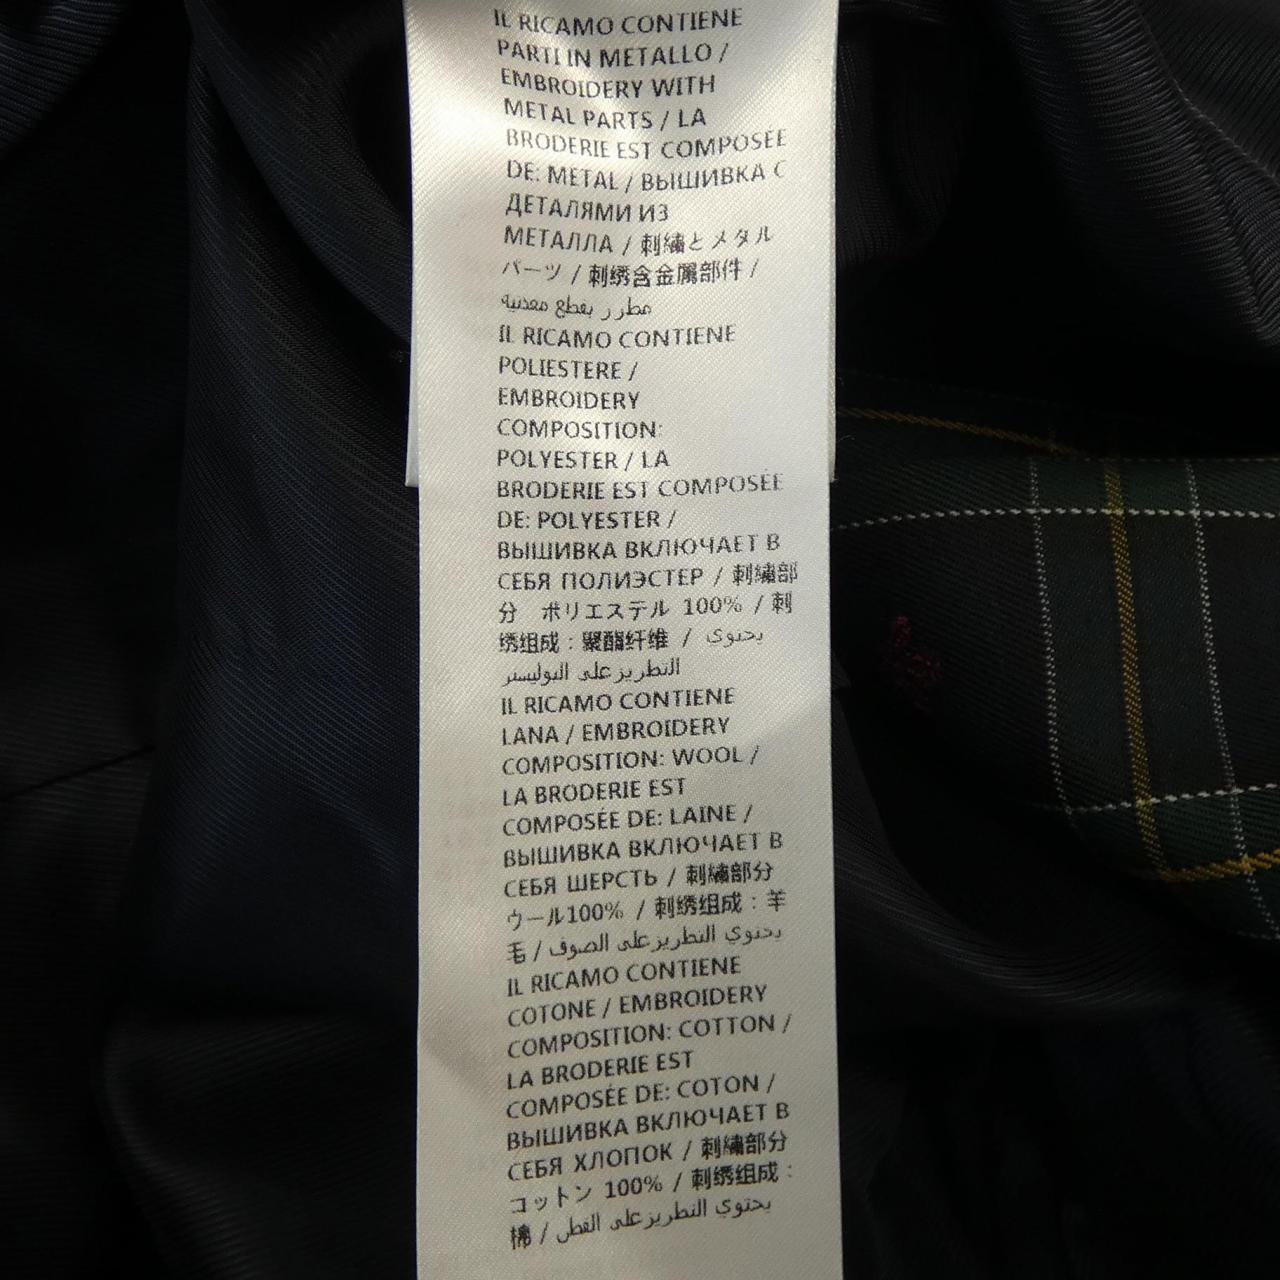 IL RICAMO CONTIENE
PARTI IN METALLO /
EMBROIDERY WITH
METAL PARTS / LA
BRODERIE EST COMPOSÉE
DE: METAL / ВЫШИВКА С
ДЕТАЛЯМИ ИЗ
МЕТАЛЛА / 刺繍とメタル
パーツ / 刺绣含金属部件 /
مطرز بقطع معدنية
IL RICAMO CONTIENE
POLIESTERE /
EMBROIDERY
COMPOSITION:
POLYESTER / LA
BRODERIE EST COMPOSÉE
DE: POLYESTER /
ВЫШИВКА ВКЛЮЧАЕТ В
СЕБЯ ПОЛИЭСТЕР / 刺繍部
分 ポリエステル 100% / 刺
绣组成：聚酯纤维 / يحتوي
التطريز على البوليستر
IL RICAMO CONTIENE
LANA / EMBROIDERY
COMPOSITION: WOOL /
LA BRODERIE EST
COMPOSÉE DE: LAINE /
ВЫШИВКА ВКЛЮЧАЕТ В
СЕБЯ ШЕРСТЬ / 刺繍部分
ウール100% / 刺绣组成：羊
毛 / يحتوي التطريز على الصوف
IL RICAMO CONTIENE
COTONE / EMBROIDERY
COMPOSITION: COTTON /
LA BRODERIE EST
COMPOSÉE DE: COTON /
ВЫШИВКА ВКЛЮЧАЕТ В
СЕБЯ ХЛОПОК / 刺繍部分
コットン 100% / 刺绣组成：
棉 / يحتوي التطريز على القطن